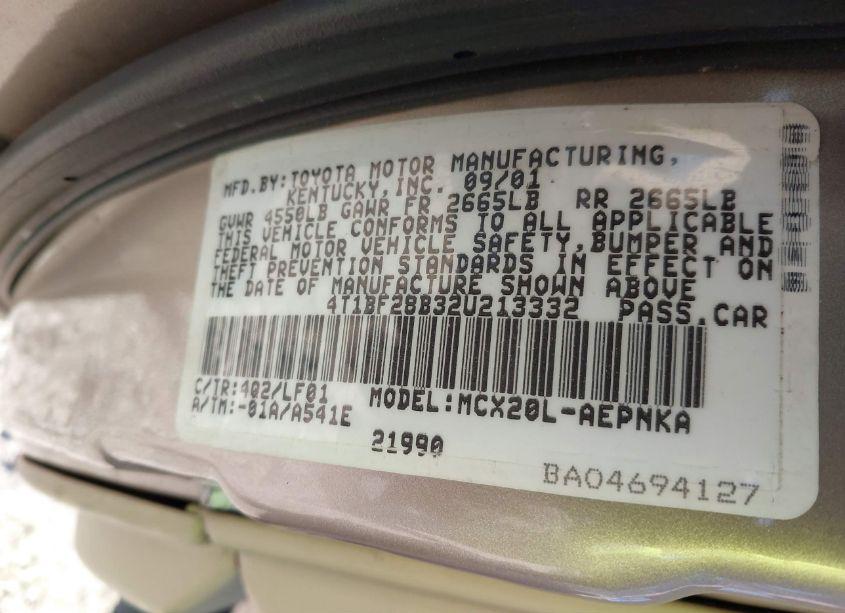 MFD.BY:TOYOTA MOTOR MANUFACTURING,
KENTUCKY,INC. 09/01
GVWR 4550LB GAWR FR 2665LB RR 2665LB
THIS VEHICLE CONFORMS TO ALL APPLICABLE
FEDERAL MOTOR VEHICLE SAFETY,BUMPER AND
THEFT PREVENTION STANDARDS IN EFFECT ON
THE DATE OF MANUFACTURE SHOWN ABOVE
4T1BF28B32U213332 PASS.CAR
C/TR:4Q2/LF01 MODEL:MCX20L-AEPNKA
A/TM:-01A/A541E
21990
BA04694127